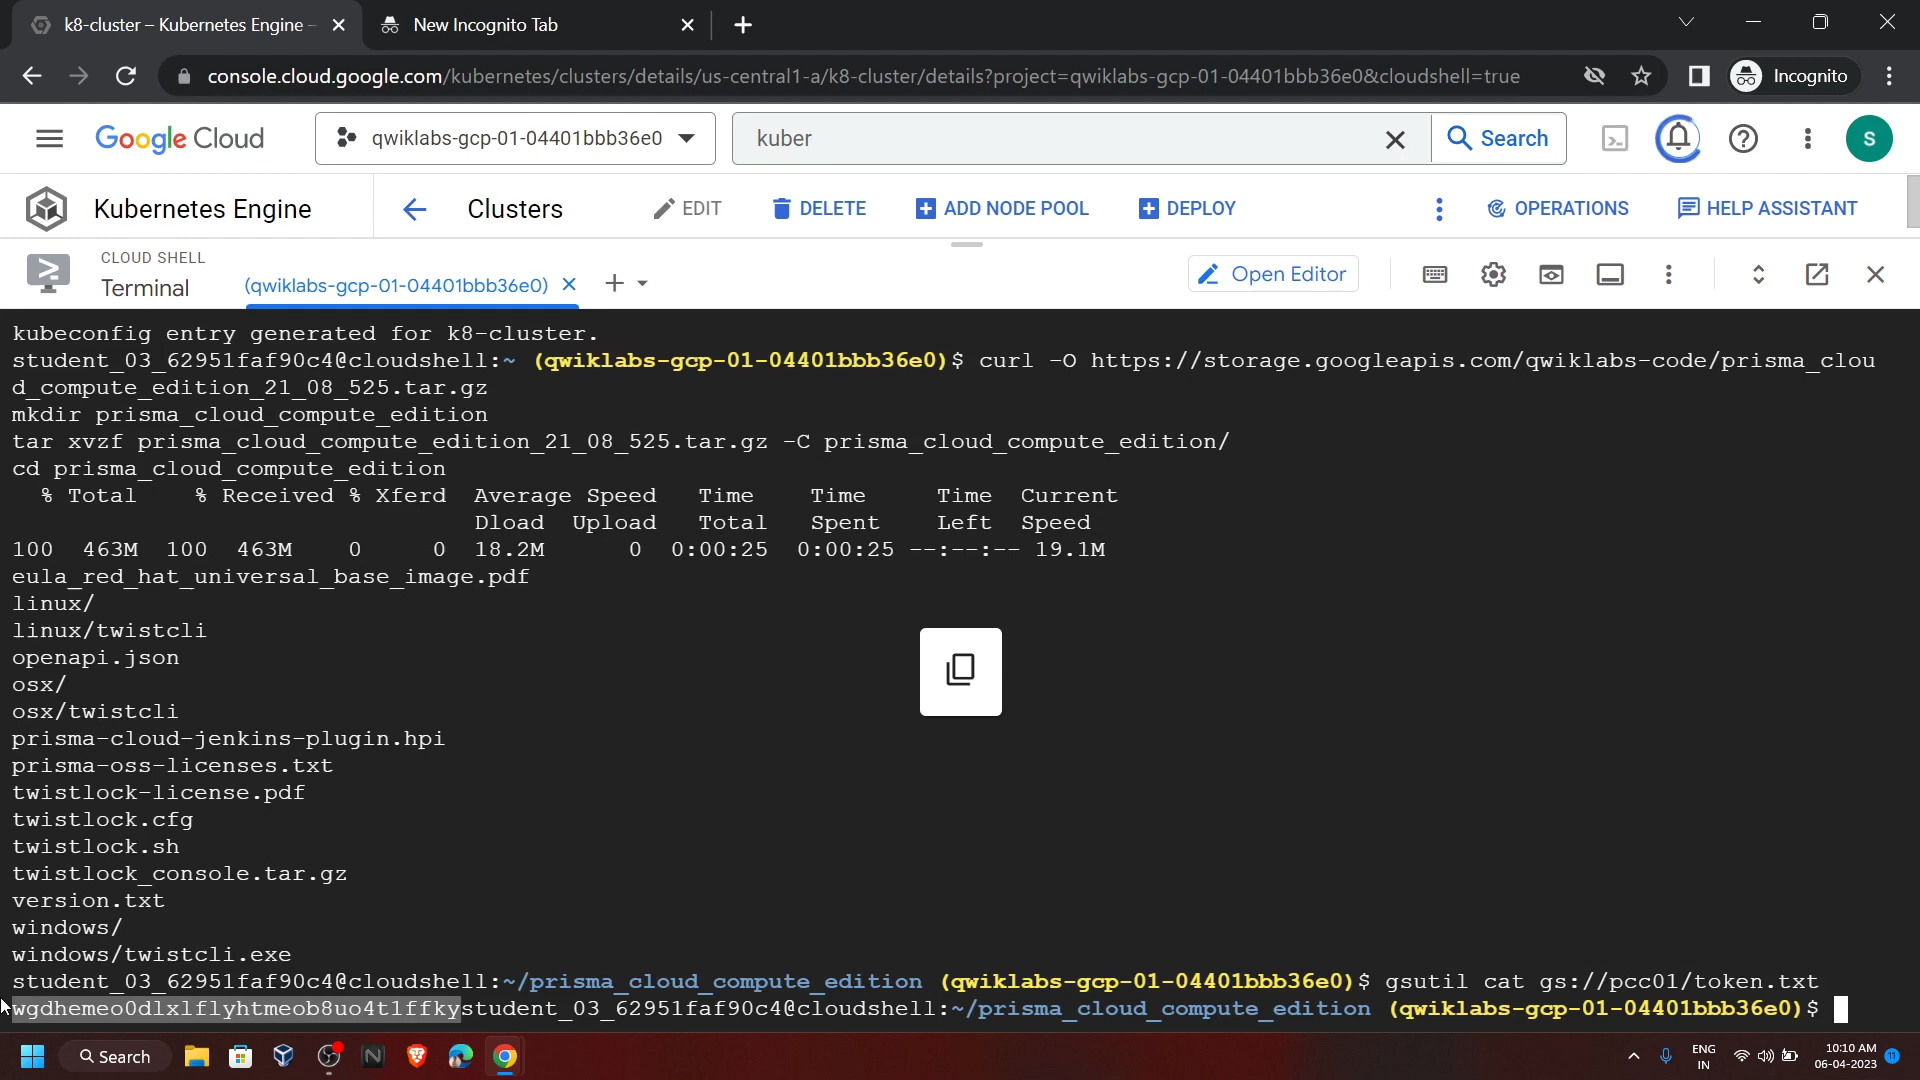 k8-cluster – Kubernetes Engine –
New Incognito Tab
console.cloud.google.com/kubernetes/clusters/details/us-central1-a/k8-cluster/details?project=qwiklabs-gcp-01-04401bbb36e0&cloudshell=true
Incognito
Google Cloud
qwiklabs-gcp-01-04401bbb36e0
kuber
Search
S
Kubernetes Engine
Clusters
EDIT
DELETE
ADD NODE POOL
DEPLOY
OPERATIONS
HELP ASSISTANT
CLOUD SHELL
Terminal
(qwiklabs-gcp-01-04401bbb36e0)
Open Editor
kubeconfig entry generated for k8-cluster.
student_03_62951faf90c4@cloudshell:~ (qwiklabs-gcp-01-04401bbb36e0)$ curl -O https://storage.googleapis.com/qwiklabs-code/prisma_clou
d_compute_edition_21_08_525.tar.gz
mkdir prisma_cloud_compute_edition
tar xvzf prisma_cloud_compute_edition_21_08_525.tar.gz -C prisma_cloud_compute_edition/
cd prisma_cloud_compute_edition
% Total % Received % Xferd Average Speed Time Time Time Current
Dload Upload Total Spent Left Speed
100 463M 100 463M 0 0 18.2M 0 0:00:25 0:00:25 --:--:-- 19.1M
eula_red_hat_universal_base_image.pdf
linux/
linux/twistcli
openapi.json
osx/
osx/twistcli
prisma-cloud-jenkins-plugin.hpi
prisma-oss-licenses.txt
twistlock-license.pdf
twistlock.cfg
twistlock.sh
twistlock_console.tar.gz
version.txt
windows/
windows/twistcli.exe
student_03_62951faf90c4@cloudshell:~/prisma_cloud_compute_edition (qwiklabs-gcp-01-04401bbb36e0)$ gsutil cat gs://pcc01/token.txt
wgdhemeo0dlxlflyhtmeob8uo4t1ffkystudent_03_62951faf90c4@cloudshell:~/prisma_cloud_compute_edition (qwiklabs-gcp-01-04401bbb36e0)$
Search
ENG
IN
10:10 AM
06-04-2023
11